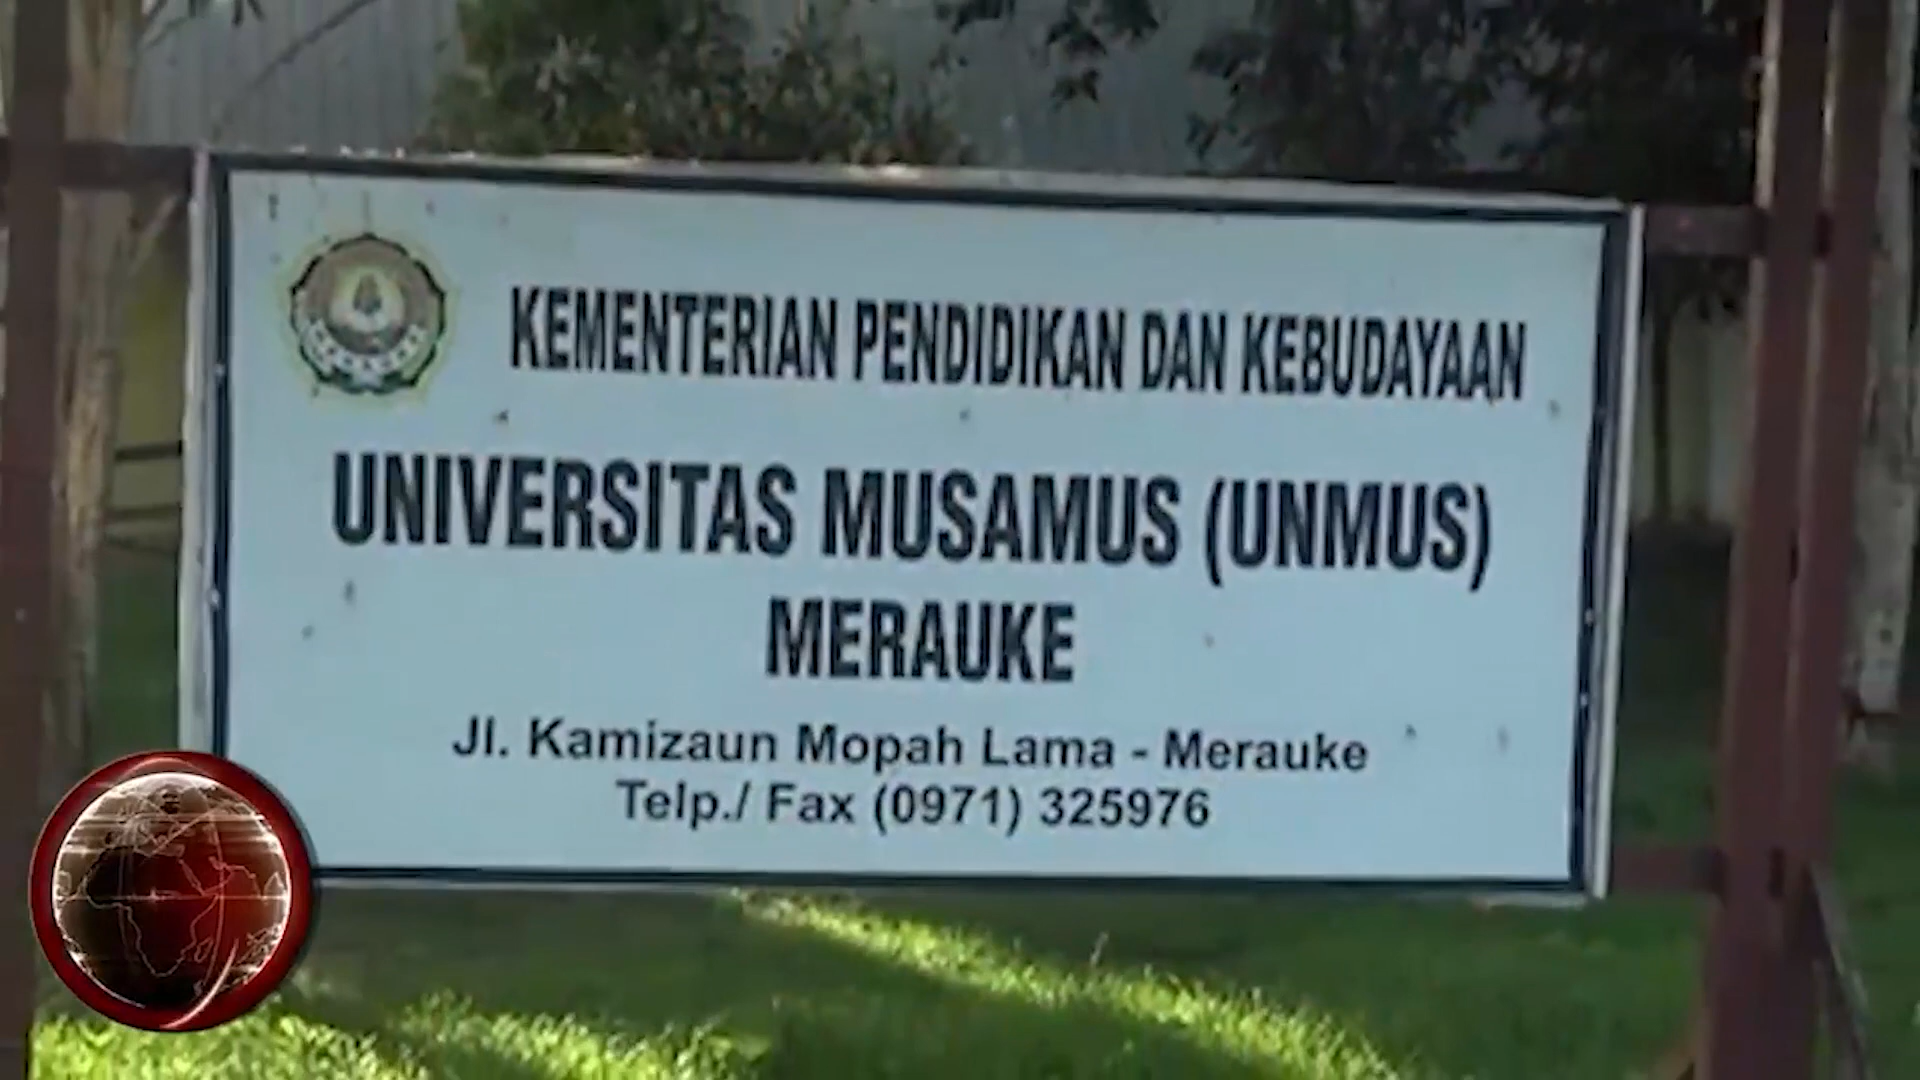 KEMENTERIAN PENDIDIKAN DAN KEBUDAYAAN
UNIVERSITAS MUSAMUS (UNMUS)
MERAUKE
Jl. Kamizaun Mopah Lama - Merauke
Telp./ Fax (0971) 325976